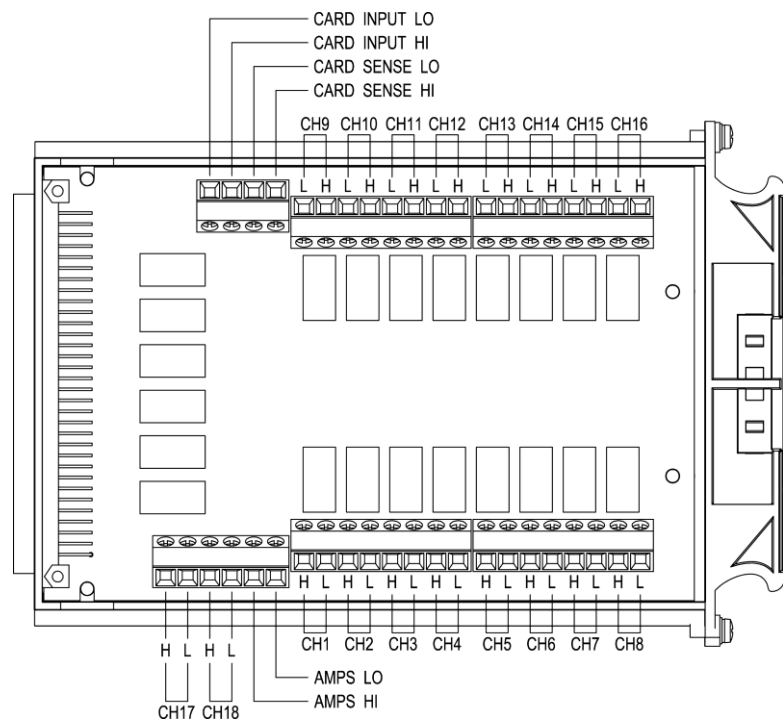 CARD INPUT LO
CARD INPUT HI
CARD SENSE LO
CARD SENSE HI
CH9 CH10 CH11 CH12 CH13 CH14 CH15 CH16
L H L H L H L H L H L H L H L H
H L H L H L H L H L H L H L H L
CH1 CH2 CH3 CH4 CH5 CH6 CH7 CH8
H L H L
AMPS LO
AMPS HI
CH17 CH18